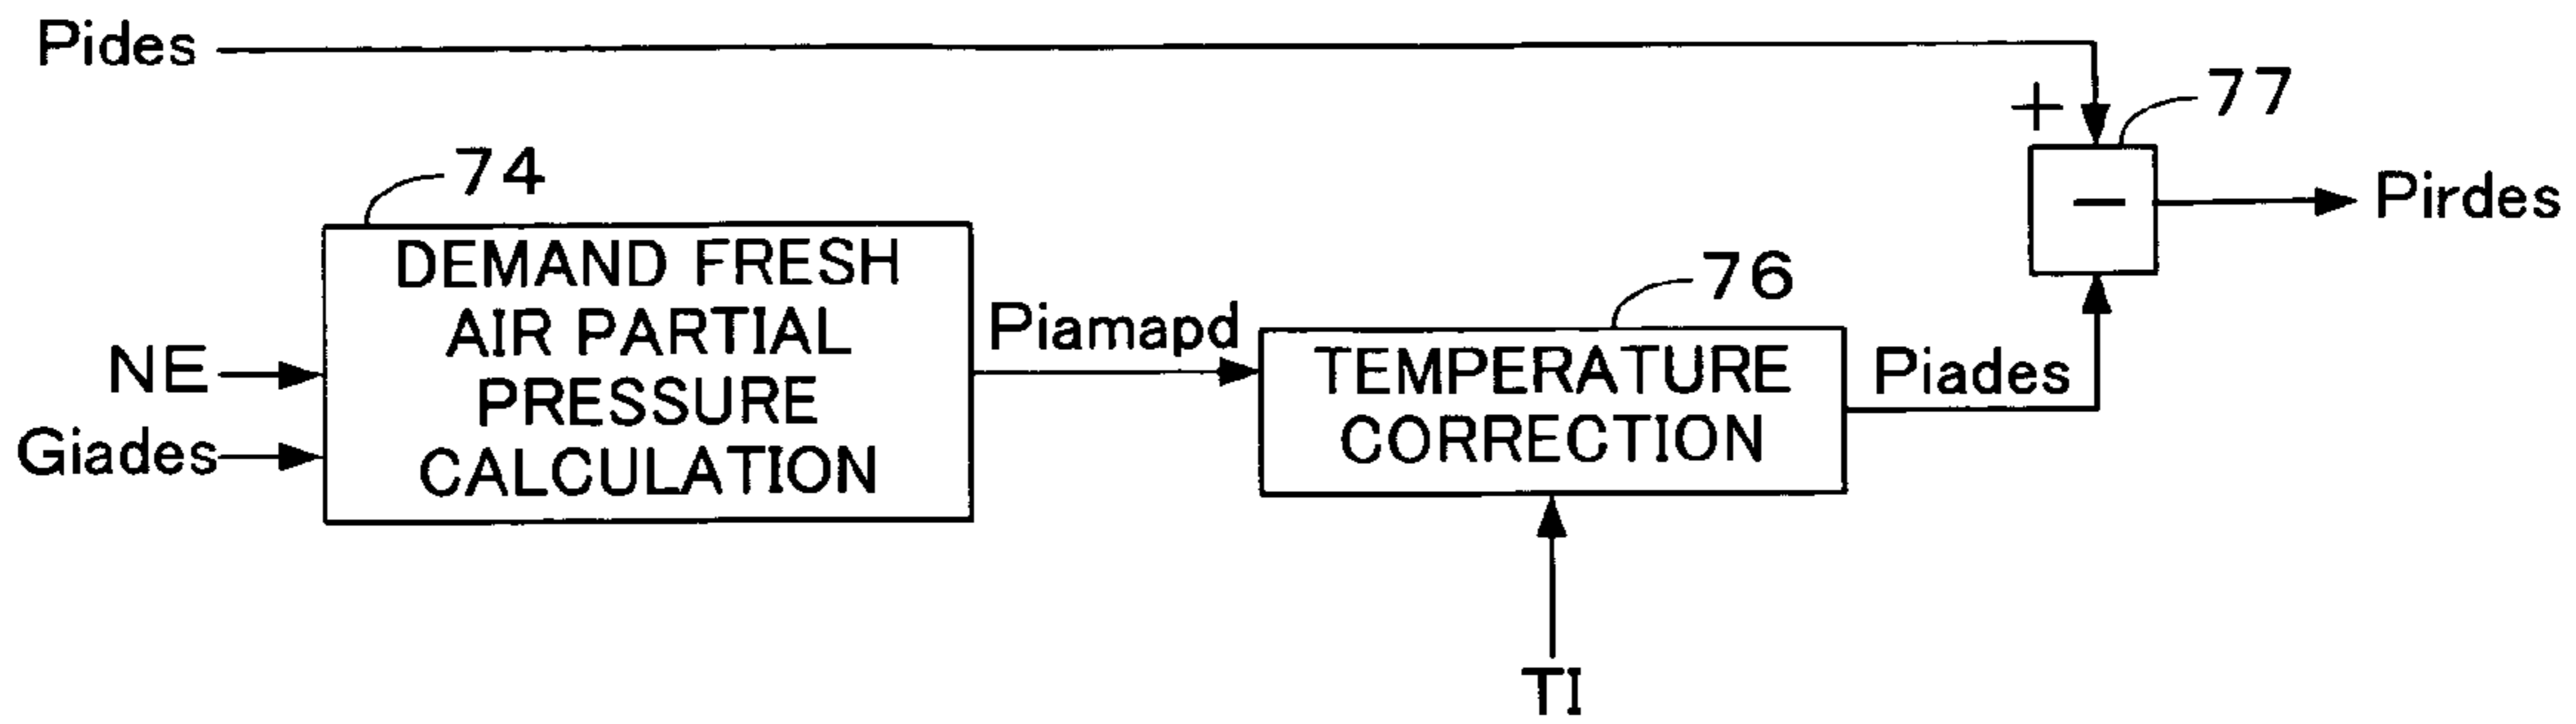 Pides
+
77
74
Pirdes
DEMAND FRESH
AIR PARTIAL
PRESSURE
CALCULATION
NE
Giades
Piamapd
76
TEMPERATURE
CORRECTION
Piades
−
TI